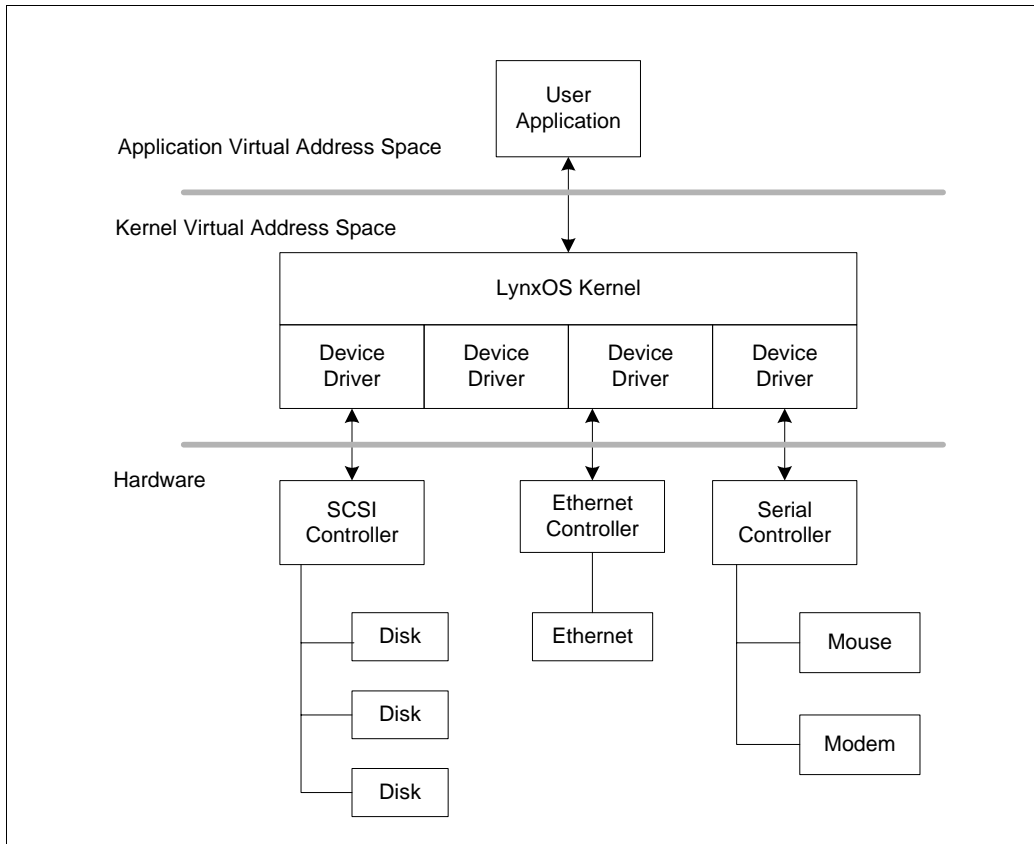 User
Application
Application Virtual Address Space
Kernel Virtual Address Space
LynxOS Kernel
Device
Driver
Device
Driver
Device
Driver
Device
Driver
Hardware
SCSI
Controller
Ethernet
Controller
Serial
Controller
Disk
Ethernet
Mouse
Disk
Modem
Disk